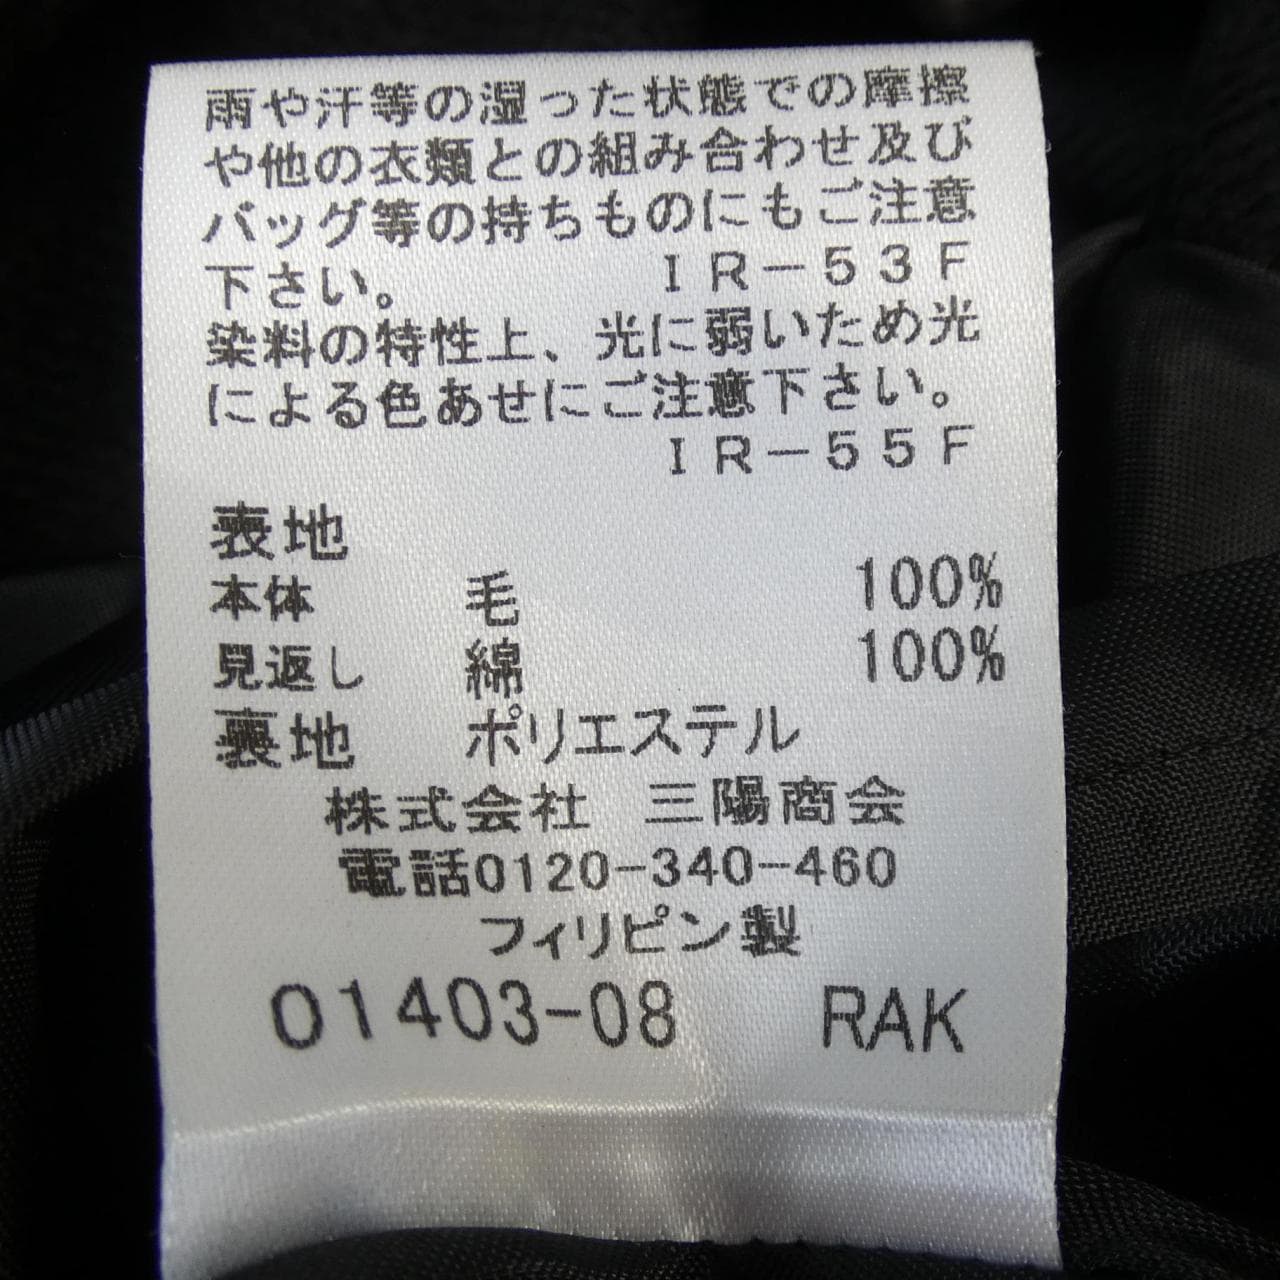 雨や汗等の湿った状態での摩擦
や他の衣類との組み合わせ及び
バッグ等の持ちものにもご注意
下さい。　　　　　ＩＲ－５３Ｆ
染料の特性上、光に弱いため光
による色あせにご注意下さい。
ＩＲ－５５Ｆ
表地
本体　毛　100%
見返し　綿　100%
裏地　ポリエステル
株式会社　三陽商会
電話0120-340-460
フィリピン製
01403-08　RAK